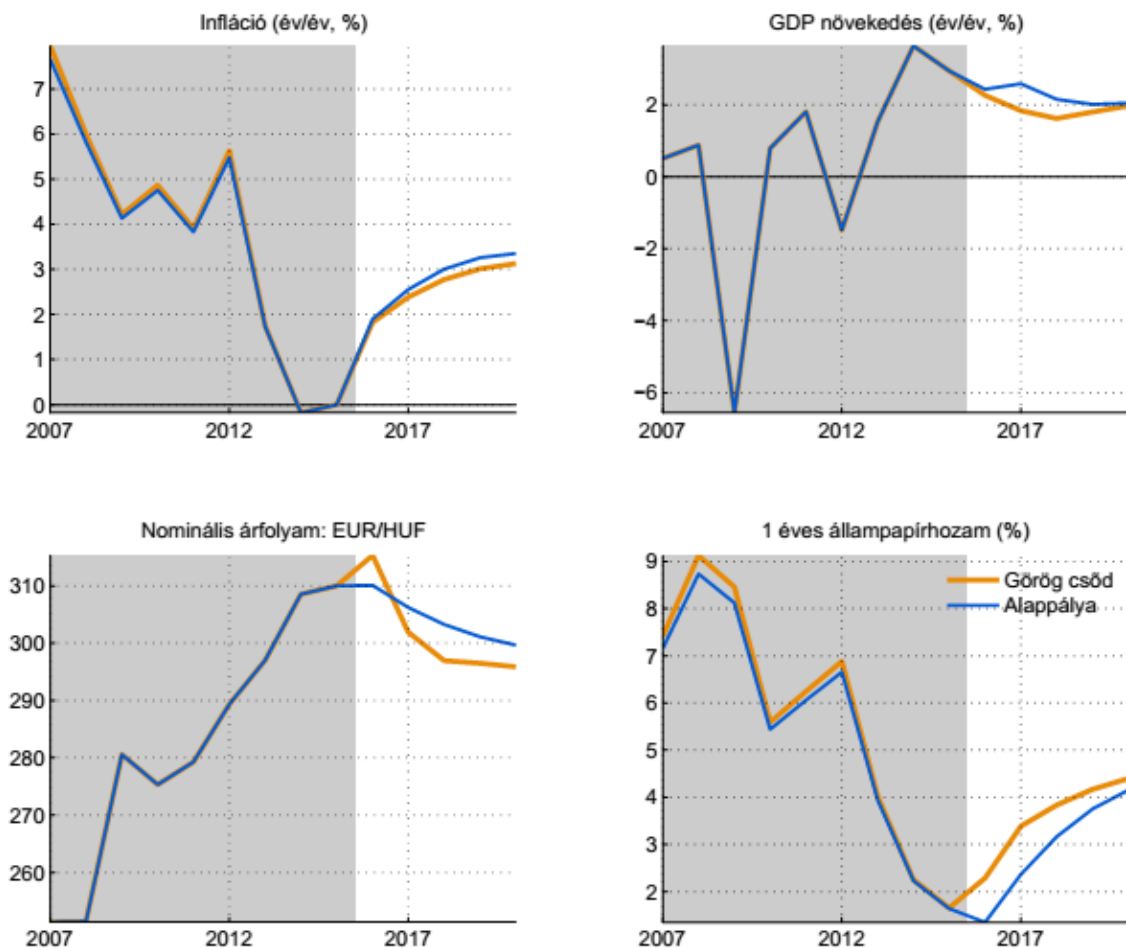 Infláció (év/év, %)
7
6
5
4
3
2
1
0
2007 2012 2017
GDP növekedés (év/év, %)
2
0
−2
−4
−6
2007 2012 2017
Nominális árfolyam: EUR/HUF
310
300
290
280
270
260
2007 2012 2017
1 éves állampapírhozam (%)
9
8
7
6
5
4
3
2
Görög csõd
Alappálya
2007 2012 2017